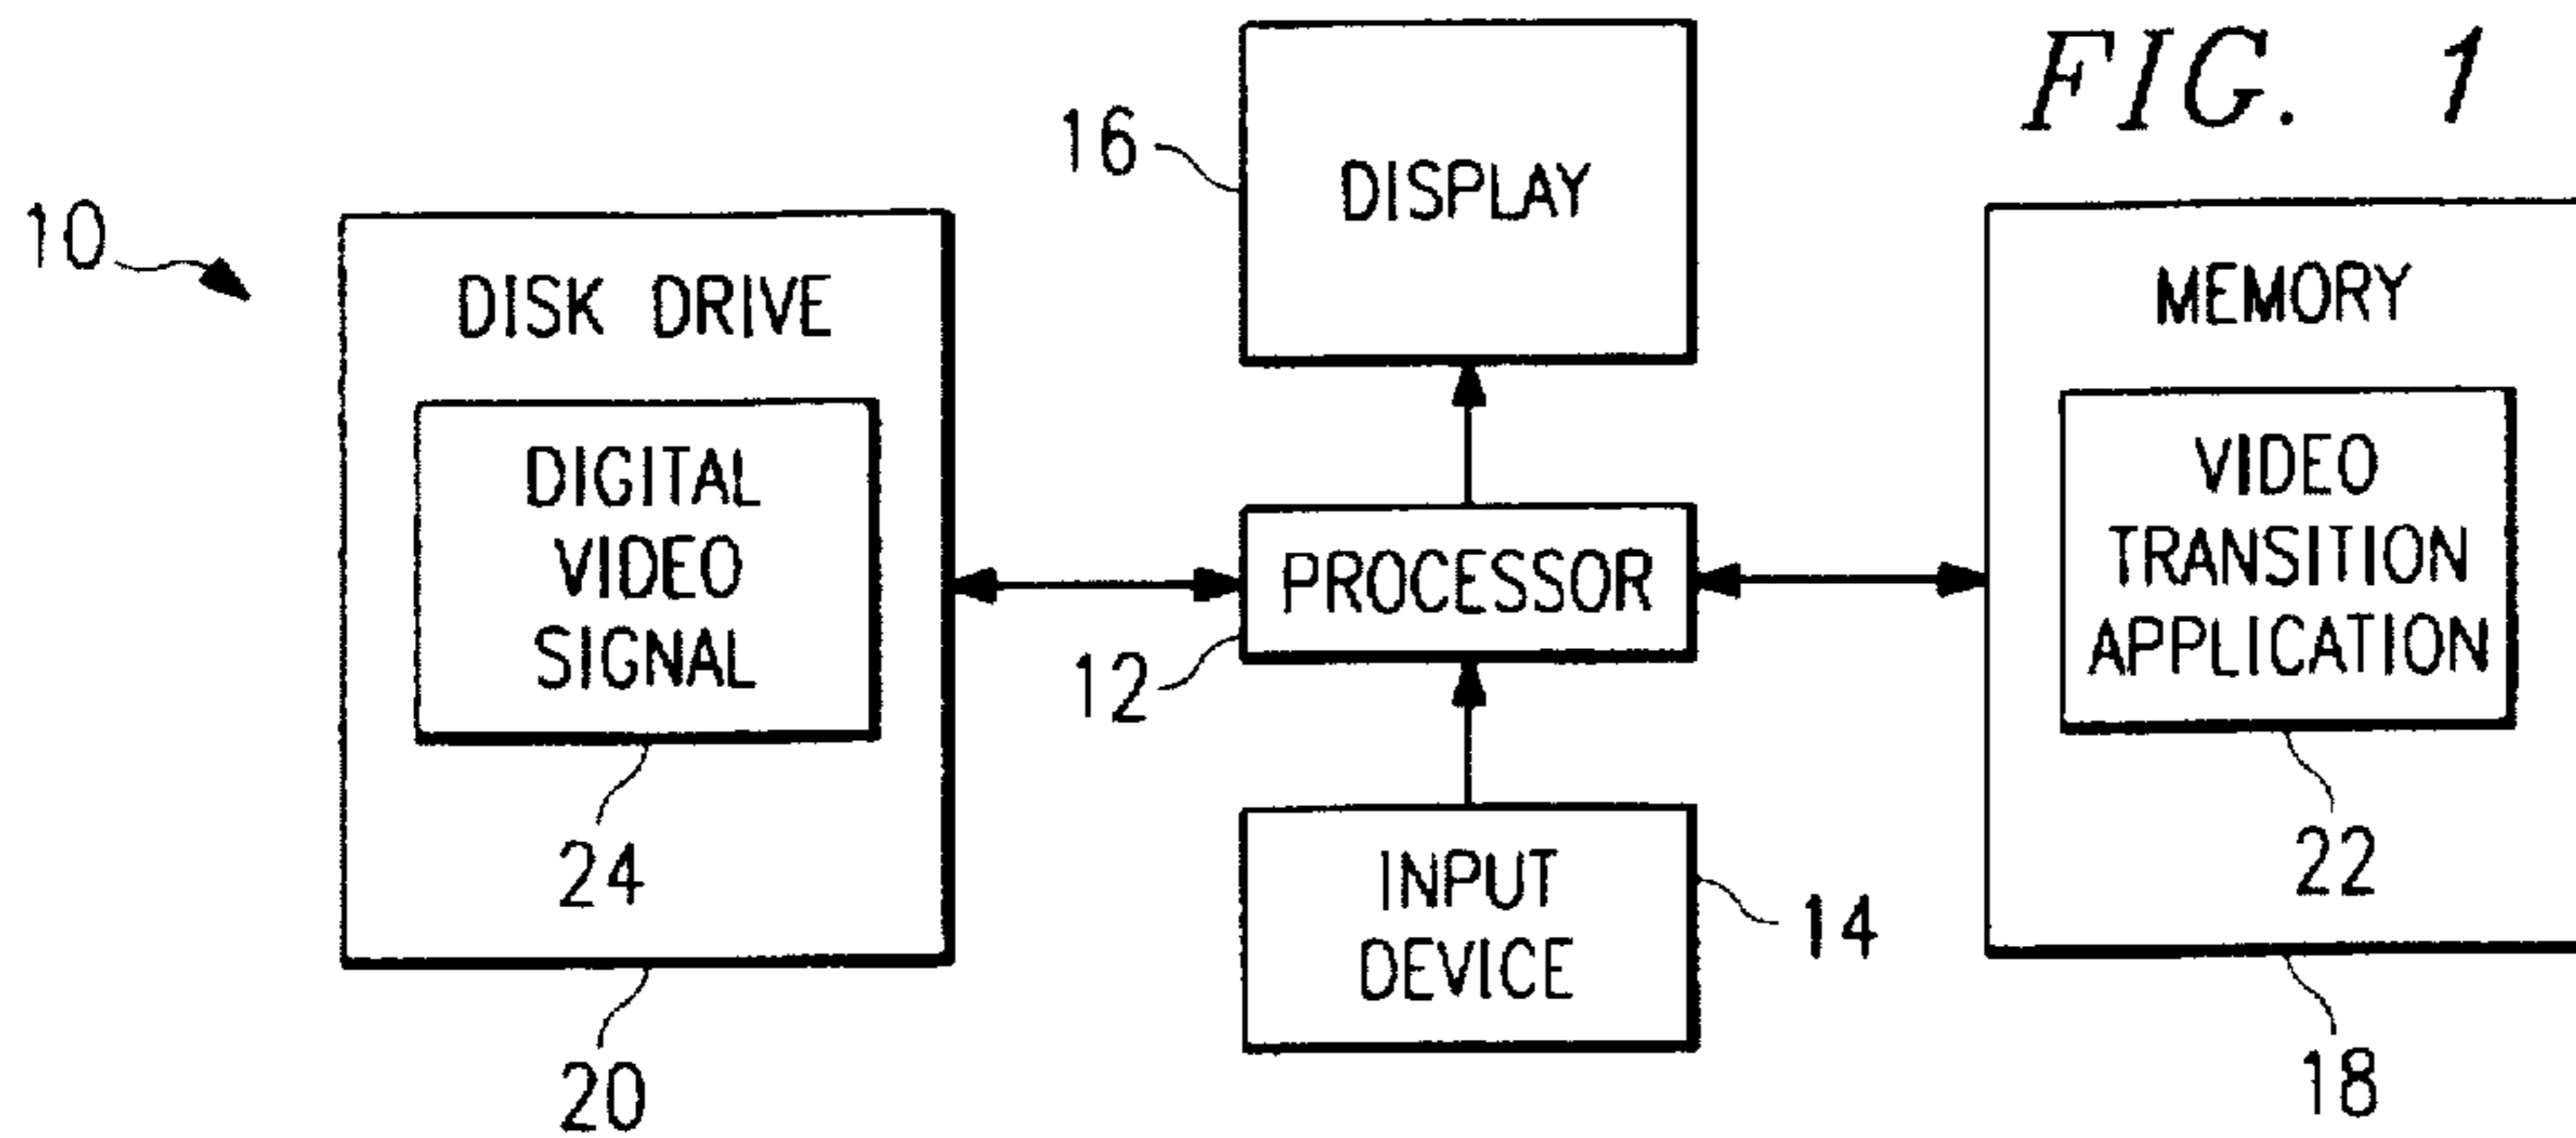 FIG. 1
10
16
DISPLAY
DISK DRIVE
DIGITAL
VIDEO
SIGNAL
24
20
PROCESSOR
12
INPUT
DEVICE
14
MEMORY
VIDEO
TRANSITION
APPLICATION
22
18